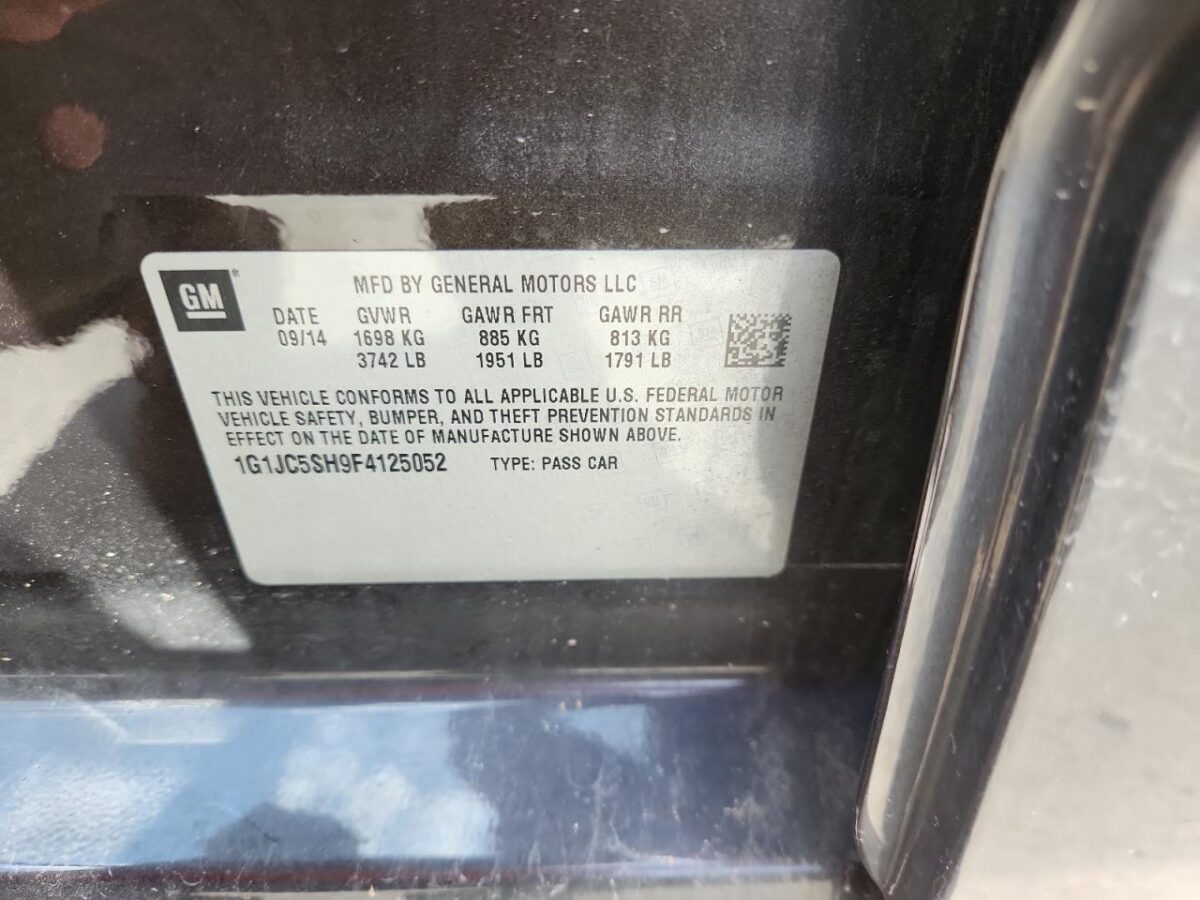 GM ® MFD BY GENERAL MOTORS LLC
DATE GVWR GAWR FRT GAWR RR
09/14 1698 KG 885 KG 813 KG
3742 LB 1951 LB 1791 LB
THIS VEHICLE CONFORMS TO ALL APPLICABLE U.S. FEDERAL MOTOR
VEHICLE SAFETY, BUMPER, AND THEFT PREVENTION STANDARDS IN
EFFECT ON THE DATE OF MANUFACTURE SHOWN ABOVE.
1G1JC5SH9F4125052 TYPE: PASS CAR